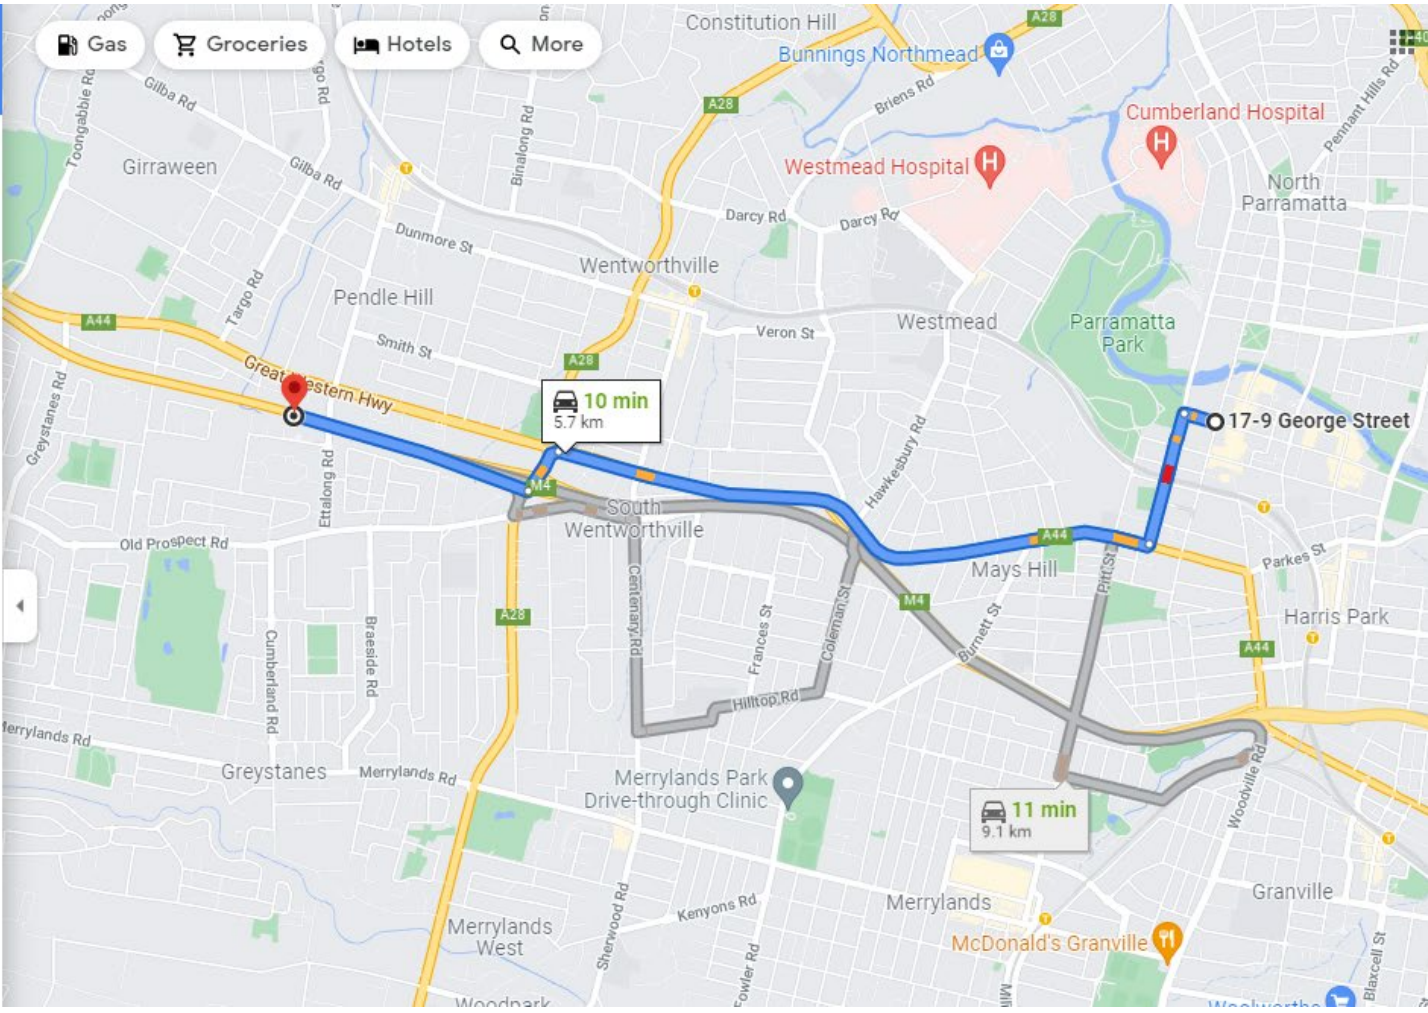 Gas
Groceries
Hotels
More
Constitution Hill
A28
Bunnings Northmead
Toongabbie Rd
Gilba Rd
Binalong Rd
A28
Briens Rd
Cumberland Hospital
Pennant Hills Rd
Girraween
Gilba Rd
Westmead Hospital
North
Parramatta
Darcy Rd
Darcy Rd
Dunmore St
Wentworthville
Targo Rd
Pendle Hill
A44
Westmead
Parramatta
Park
Veron St
Smith St
A28
Great Western Hwy
10 min
5.7 km
17-9 George Street
Greystanes Rd
Hawkesbury Rd
Ettalong Rd
M4
South
Wentworthville
Old Prospect Rd
A44
Mays Hill
Parkes St
Pitt St
M4
Centenary Rd
Coleman St
Frances St
Burnett St
A28
Harris Park
Cumberland Rd
Braeside Rd
A44
Hilltop Rd
Merrylands Rd
Greystanes
Merrylands Rd
Merrylands Park
Drive-through Clinic
Woodville Rd
11 min
9.1 km
Granville
Merrylands
Kenyons Rd
Sherwood Rd
Merrylands
West
McDonald's Granville
Fowler Rd
Blaxcell St
Woodpark
Woolworths